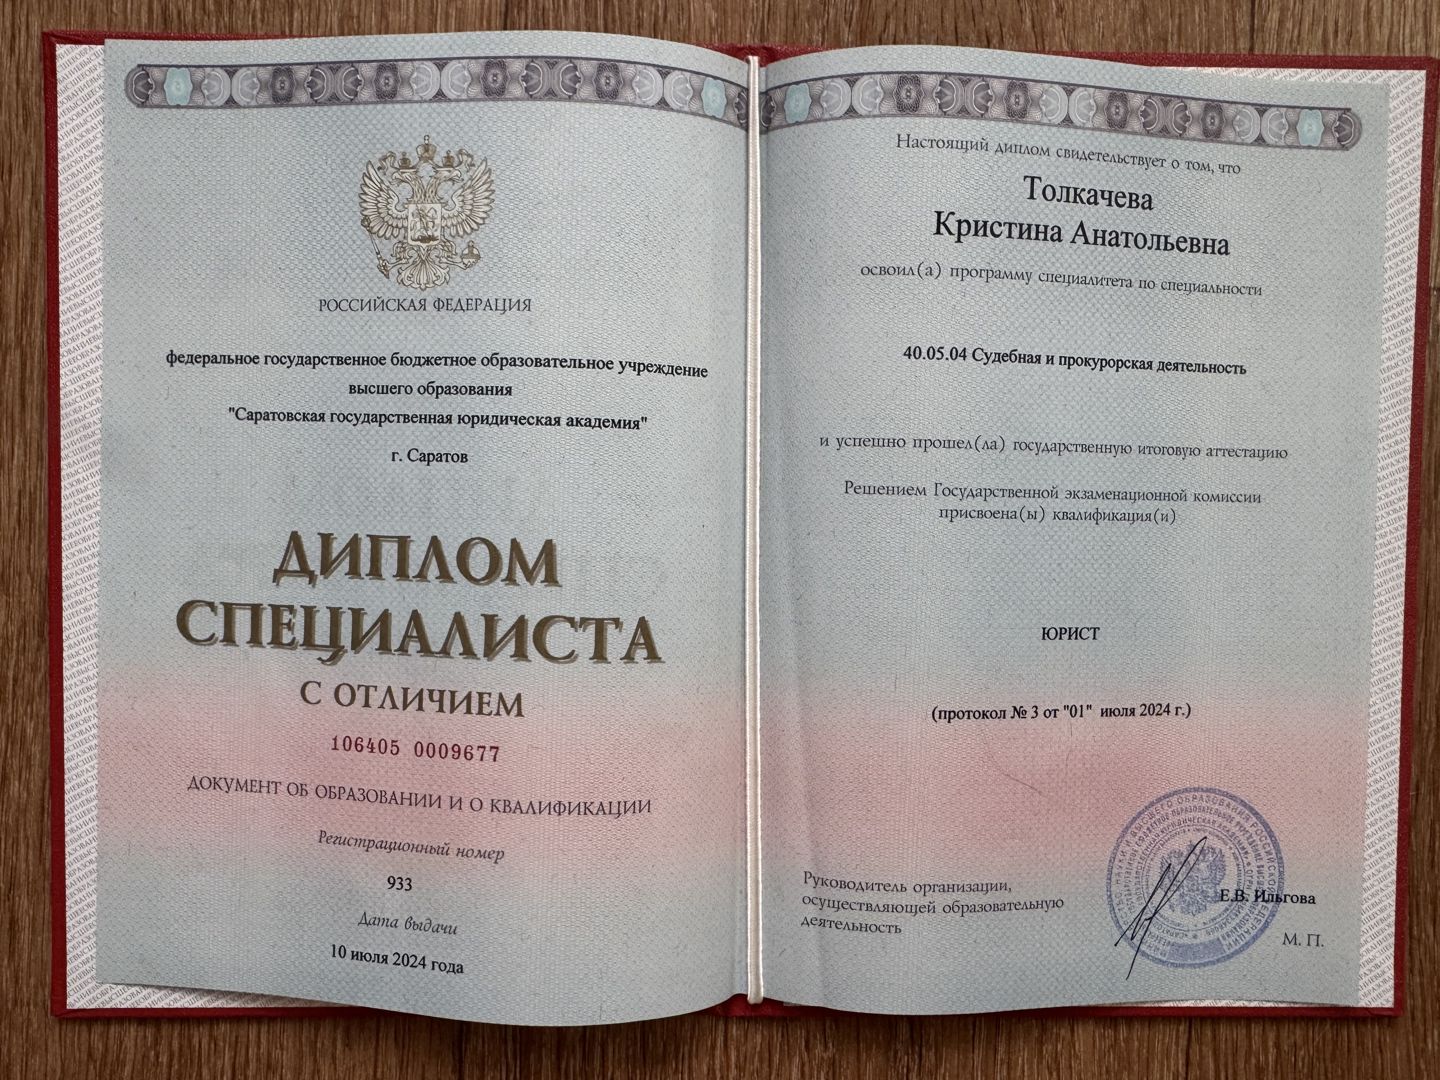 РОССИЙСКАЯ ФЕДЕРАЦИЯ
федеральное государственное бюджетное образовательное учреждение
высшего образования
"Саратовская государственная юридическая академия"
г. Саратов
ДИПЛОМ
СПЕЦИАЛИСТА
С ОТЛИЧИЕМ
106405 0009677
ДОКУМЕНТ ОБ ОБРАЗОВАНИИ И О КВАЛИФИКАЦИИ
Регистрационный номер
933
Дата выдачи
10 июля 2024 года
Настоящий диплом свидетельствует о том, что
Толкачева
Кристина Анатольевна
освоил(а) программу специалитета по специальности
40.05.04 Судебная и прокурорская деятельность
и успешно прошел(ла) государственную итоговую аттестацию
Решением Государственной экзаменационной комиссии
присвоена(ы) квалификация(и)
ЮРИСТ
(протокол № 3 от "01" июля 2024 г.)
Руководитель организации,
осуществляющей образовательную
деятельность
Е.В. Ильгова
М. П.